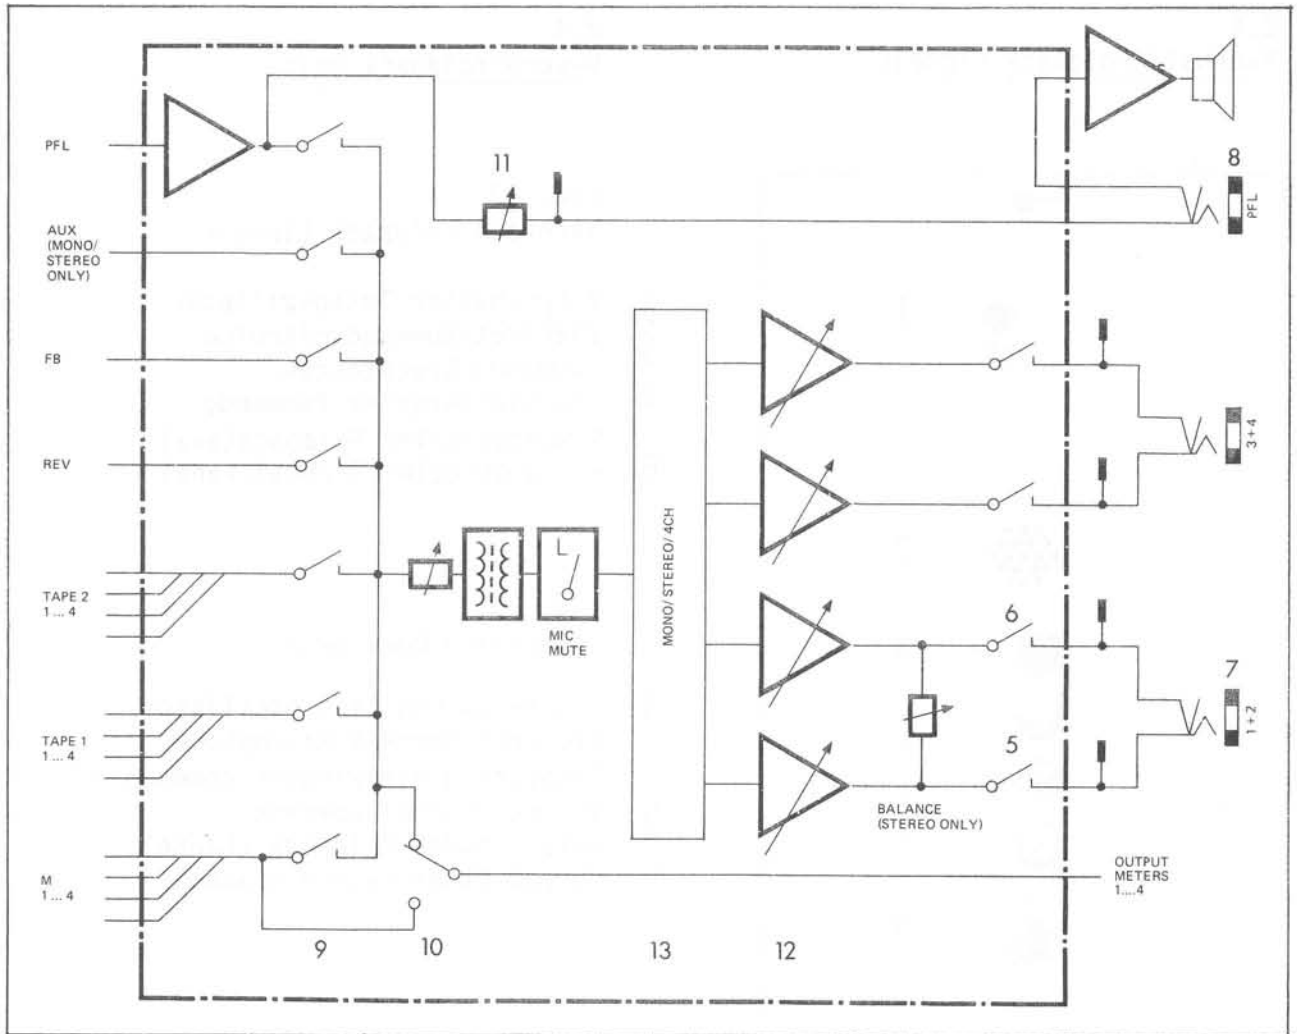 PFL
11
8
PFL
AUX
(MONO/
STEREO
ONLY)
FB
3+4
REV
MONO/ STEREO/ 4CH
TAPE 2
1 ... 4
MIC
MUTE
6
7
1+2
TAPE 1
1 ... 4
5
BALANCE
(STEREO ONLY)
M
1 ... 4
OUTPUT
METERS
1....4
9
10
13
12